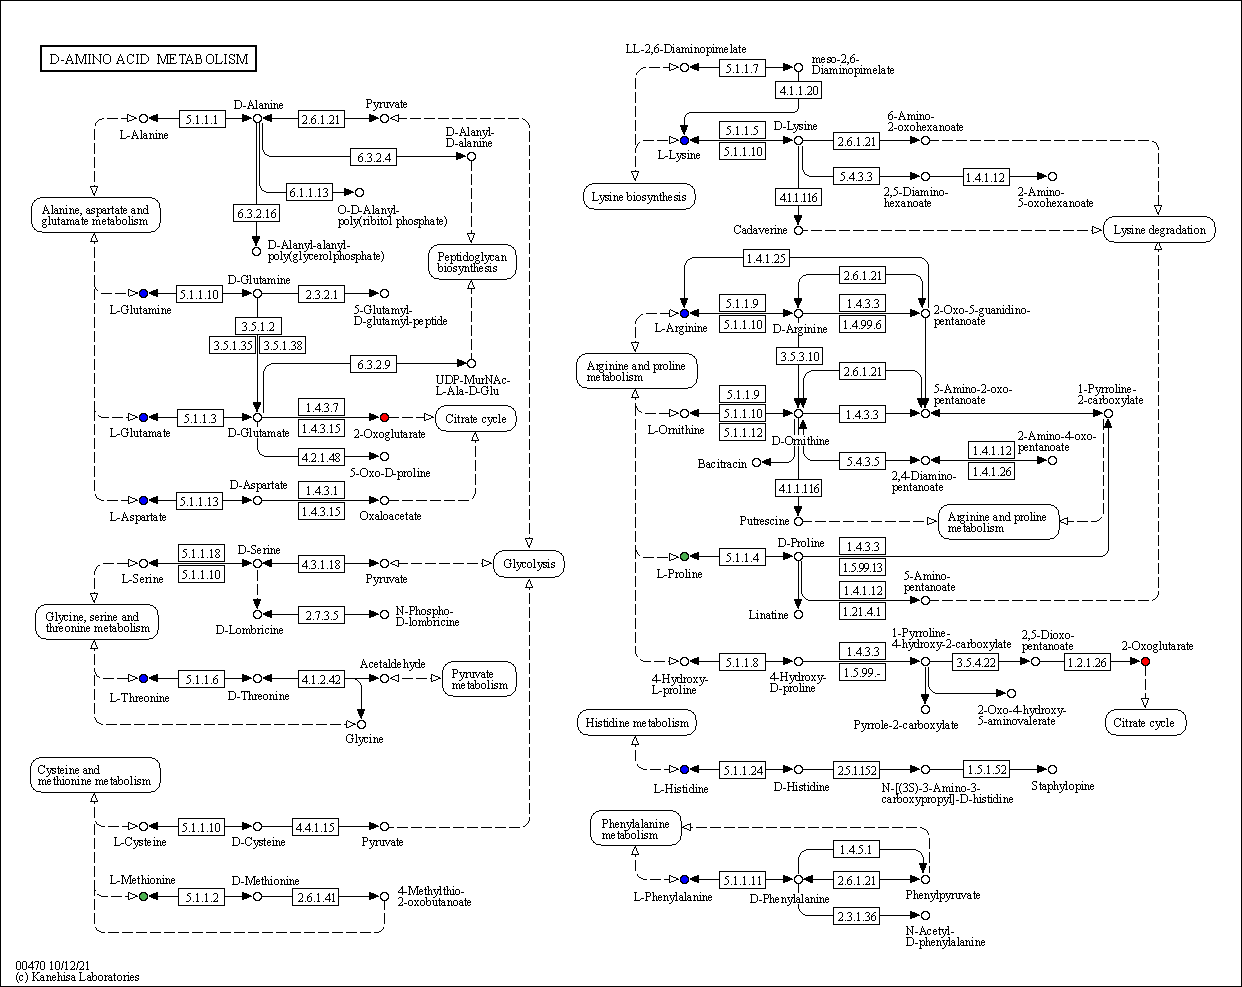 D-AMINO ACID METABOLISM
D-Alanine
Pyruvate
5.1.1.1
2.6.1.21
L-Alanine
D-Alanyl-
D-alanine
6.3.2.4
6.1.1.13
O-D-Alanyl-
poly(ribitol phosphate)
6.3.2.16
Alanine, aspartate and
glutamate metabolism
D-Alanyl-alanyl-
poly(glycerolphosphate)
Peptidoglycan
biosynthesis
D-Glutamine
5.1.1.10
2.3.2.1
L-Glutamine
5-Glutamyl-
D-glutamyl-peptide
3.5.1.2
3.5.1.35
3.5.1.38
6.3.2.9
UDP-MurNAc-
L-Ala-D-Glu
5.1.1.3
1.4.3.7
1.4.3.15
Citrate cycle
L-Glutamate
D-Glutamate
2-Oxoglutarate
4.2.1.48
5-Oxo-D-proline
D-Aspartate
5.1.1.13
1.4.3.1
1.4.3.15
L-Aspartate
Oxaloacetate
5.1.1.18
5.1.1.10
D-Serine
4.3.1.18
Glycolysis
L-Serine
Pyruvate
Glycine, serine and
threonine metabolism
2.7.3.5
N-Phospho-
D-lombricine
D-Lombricine
Acetaldehyde
5.1.1.6
4.1.2.42
Pyruvate
metabolism
L-Threonine
D-Threonine
Glycine
Cysteine and
methionine metabolism
5.1.1.10
4.4.1.15
L-Cysteine
D-Cysteine
Pyruvate
L-Methionine
D-Methionine
5.1.1.2
2.6.1.41
4-Methylthio-
2-oxobutanoate
00470 10/12/21
(c) Kanehisa Laboratories
LL-2,6-Diaminopimelate
5.1.1.7
meso-2,6-
Diaminopimelate
4.1.1.20
5.1.1.5
5.1.1.10
D-Lysine
2.6.1.21
6-Amino-
2-oxohexanoate
L-Lysine
5.4.3.3
1.4.1.12
Lysine biosynthesis
4.1.1.116
2,5-Diamino-
hexanoate
2-Amino-
5-oxohexanoate
Cadaverine
Lysine degradation
1.4.1.25
2.6.1.21
5.1.1.9
5.1.1.10
1.4.3.3
1.4.99.6
L-Arginine
D-Arginine
2-Oxo-5-guanidino-
pentanoate
Arginine and proline
metabolism
3.5.3.10
2.6.1.21
5.1.1.9
5.1.1.10
5.1.1.12
1.4.3.3
5-Amino-2-oxo-
pentanoate
1-Pyrroline-
2-carboxylate
L-Ornithine
D-Ornithine
Bacitracin
5.4.3.5
2,4-Diamino-
pentanoate
1.4.1.12
1.4.1.26
2-Amino-4-oxo-
pentanoate
4.1.1.116
Putrescine
Arginine and proline
metabolism
5.1.1.4
D-Proline
1.4.3.3
1.5.99.13
L-Proline
1.4.1.12
1.21.4.1
5-Amino-
pentanoate
Linatine
5.1.1.8
1.4.3.3
1.5.99.-
1-Pyrroline-
4-hydroxy-2-carboxylate
3.5.4.22
2,5-Dioxo-
pentanoate
1.2.1.26
2-Oxoglutarate
4-Hydroxy-
L-proline
4-Hydroxy-
D-proline
Pyrrole-2-carboxylate
2-Oxo-4-hydroxy-
5-aminovalerate
Citrate cycle
Histidine metabolism
5.1.1.24
2.5.1.152
1.5.1.52
L-Histidine
D-Histidine
N-[(3S)-3-Amino-3-
carboxypropyl]-D-histidine
Staphylopine
Phenylalanine
metabolism
1.4.5.1
5.1.1.11
2.6.1.21
L-Phenylalanine
D-Phenylalanine
Phenylpyruvate
2.3.1.36
N-Acetyl-
D-phenylalanine